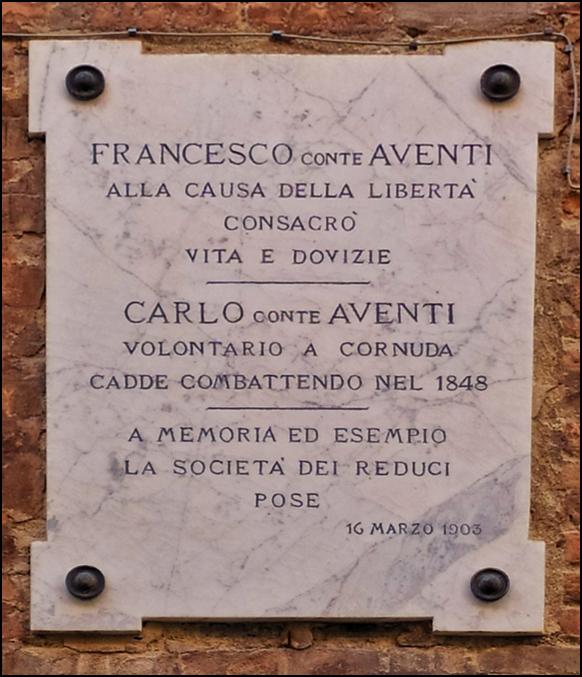 FRANCESCO CONTE AVENTI
ALLA CAUSA DELLA LIBERTÀ
CONSACRÒ
VITA E DOVIZIE
CARLO CONTE AVENTI
VOLONTARIO A CORNUDA
CADDE COMBATTENDO NEL 1848
A MEMORIA ED ESEMPIO
LA SOCIETÀ DEI REDUCI
POSE
16 MARZO 1903